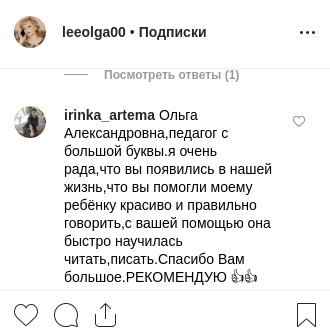 leeolga00 • Подписки
Посмотреть ответы (1)
irinka_artema Ольга
Александровна,педагог с
большой буквы.я очень
рада,что вы появились в нашей
жизнь,что вы помогли моему
ребёнку красиво и правильно
говорить,с вашей помощью она
быстро научилась
читать,писать.Спасибо Вам
большое.РЕКОМЕНДУЮ 👍👍